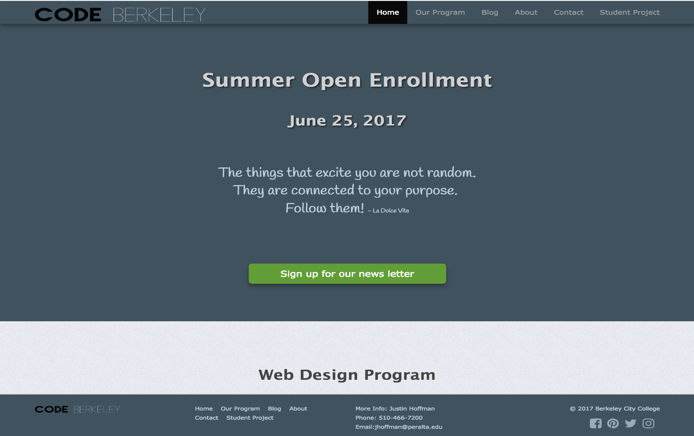 CODE BERKELEY
Home Our Program Blog About Contact Student Project
Summer Open Enrollment
June 25, 2017
The things that excite you are not random.
They are connected to your purpose.
Follow them! – La Dolce Vita
Sign up for our news letter
Web Design Program
CODE BERKELEY
Home Our Program Blog About
Contact Student Project
More Info: Justin Hoffman
Phone: 510-466-7200
Email:jhoffman@peralta.edu
© 2017 Berkeley City College